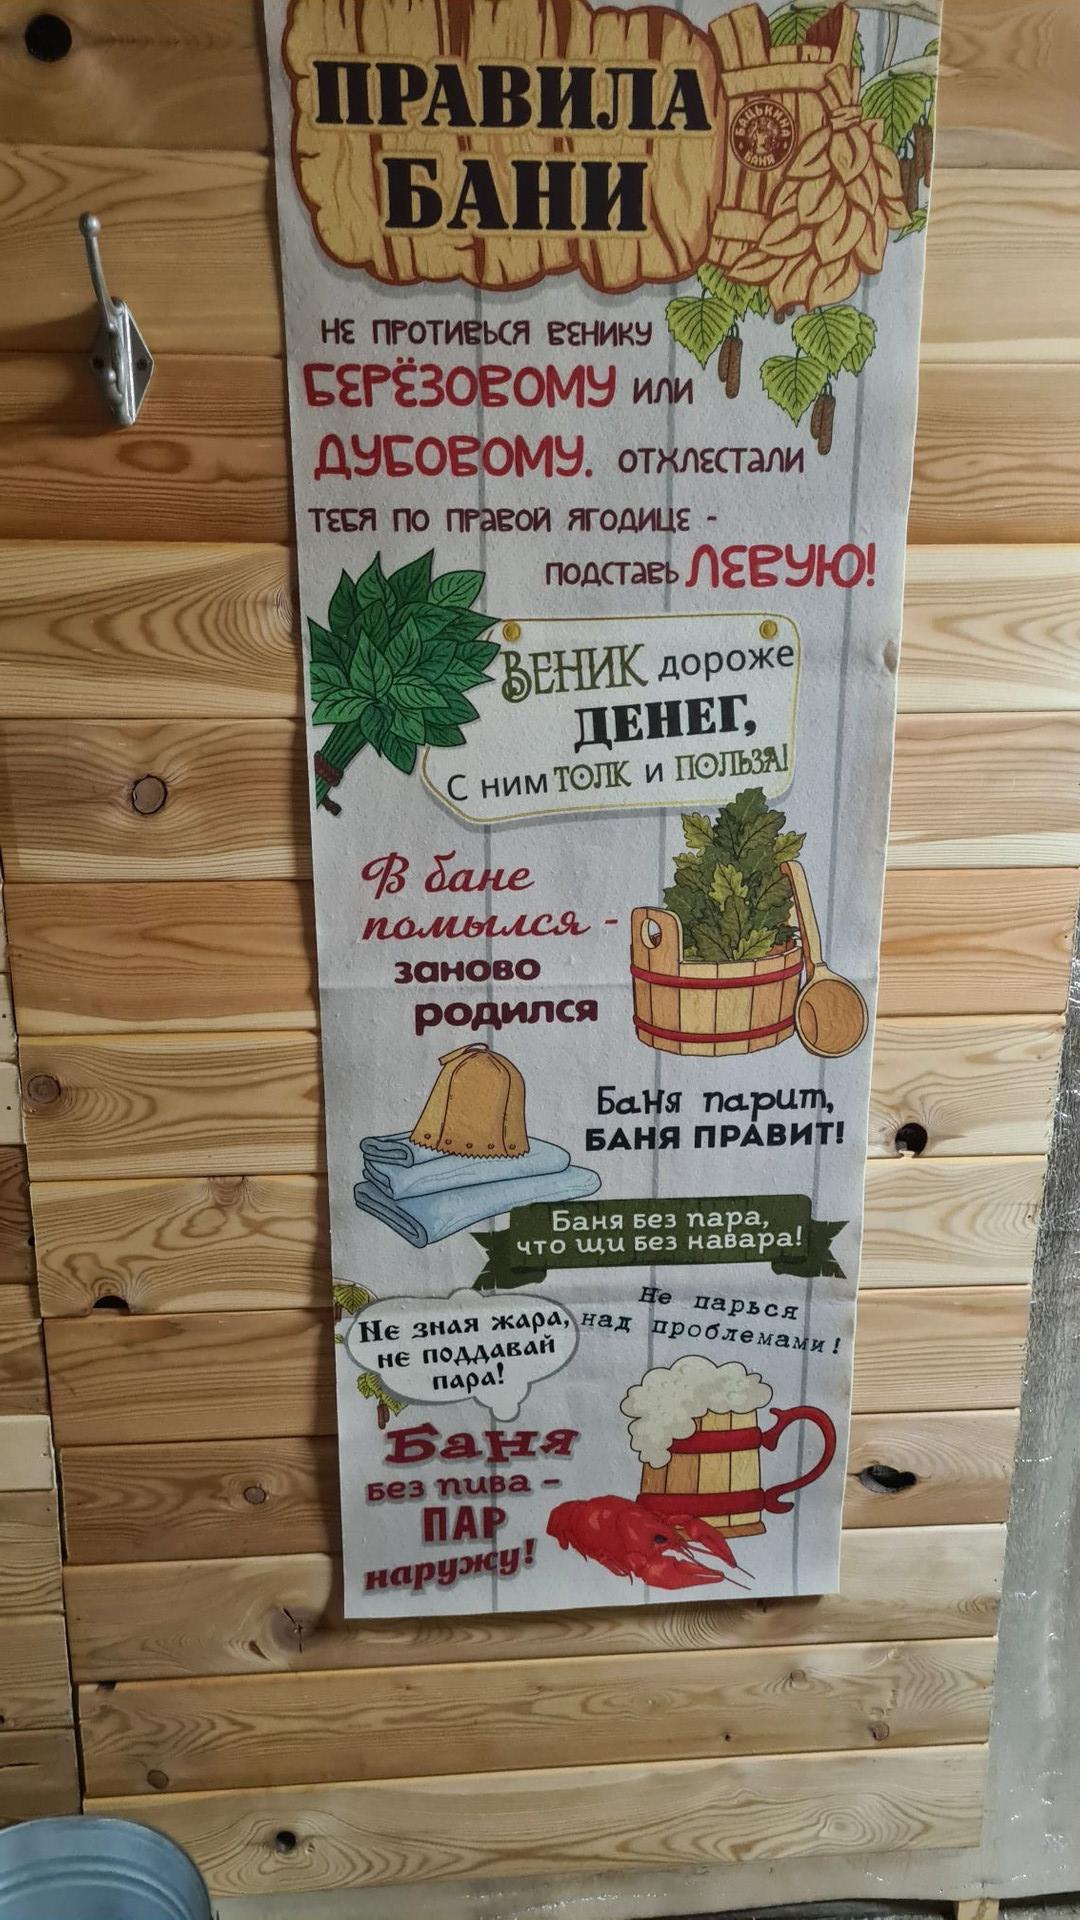 ПРАВИЛА
БАНИ
БАЦЬКИНА
БАНЯ
НЕ ПРОТИВЬСЯ ВЕНИКУ
БЕРЁЗОВОМУ ИЛИ
ДУБОВОМУ. ОТХЛЕСТАЛИ
ТЕБЯ ПО ПРАВОЙ ЯГОДИЦЕ -
ПОДСТАВЬ ЛЕВУЮ!
ВЕНИК дороже
ДЕНЕГ,
С ним ТОЛК и ПОЛЬЗА!
В бане
помылся -
заново
родился
Баня парит,
БАНЯ ПРАВИТ!
Баня без пара,
что щи без навара!
Не зная жара,
не поддавай
пара!
Не парься
над проблемами!
Баня
без пива -
ПАР
наружу!